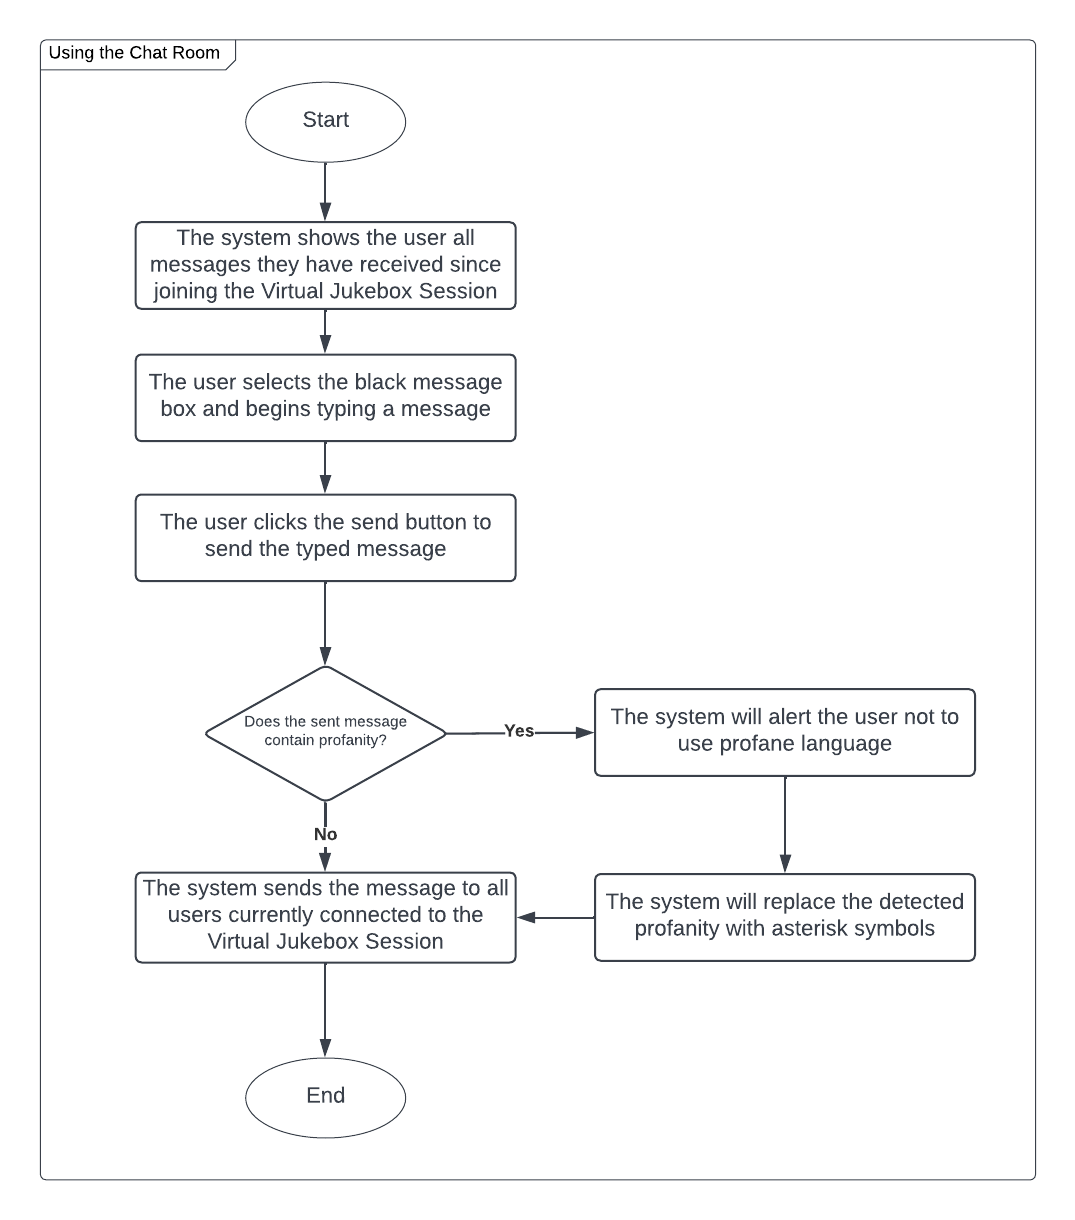 Using the Chat Room
Start
The system shows the user all
messages they have received since
joining the Virtual Jukebox Session
The user selects the black message
box and begins typing a message
The user clicks the send button to
send the typed message
Does the sent message
contain profanity?
Yes
The system will alert the user not to
use profane language
No
The system sends the message to all
users currently connected to the
Virtual Jukebox Session
The system will replace the detected
profanity with asterisk symbols
End